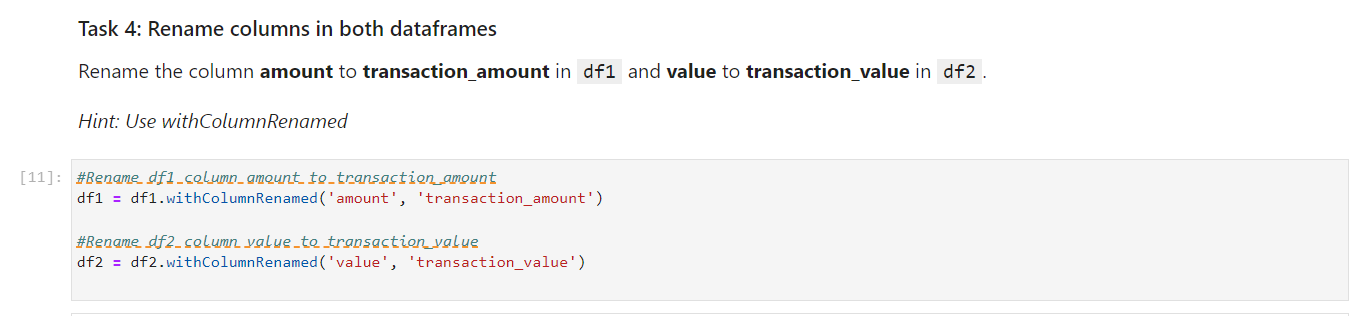 Task 4: Rename columns in both dataframes
Rename the column amount to transaction_amount in df1 and value to transaction_value in df2.
Hint: Use withColumnRenamed
[11]:
#Rename df1 column amount to transaction_amount
df1 = df1.withColumnRenamed('amount', 'transaction_amount')
#Rename df2 column value to transaction_value
df2 = df2.withColumnRenamed('value', 'transaction_value')